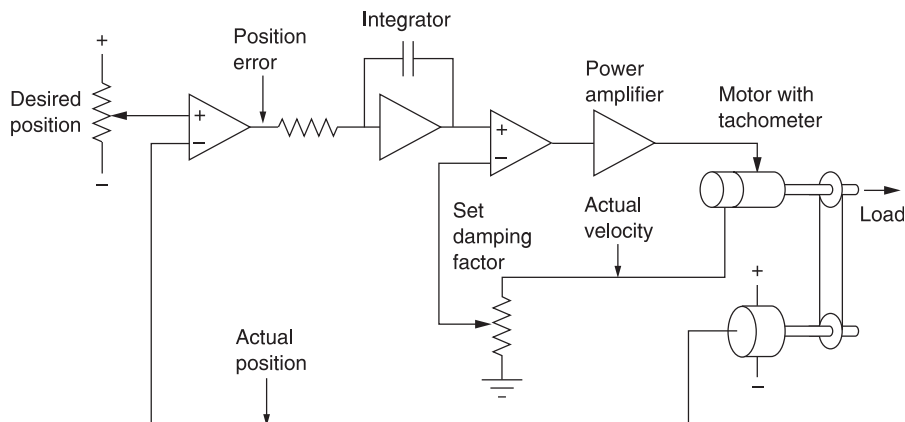 Integrator
Position
error
+
Power
amplifier
Motor with
tachometer
Desired
position
+
−
+
−
−
Load
Set
damping
factor
Actual
velocity
+
Actual
position
−